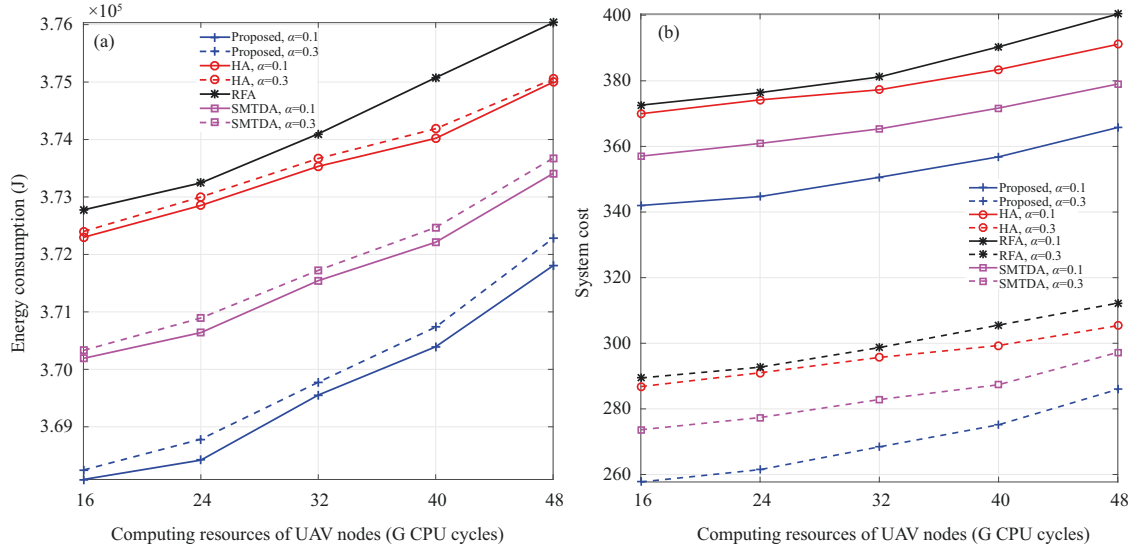 ×10⁵
3.76
3.75
3.74
3.73
3.72
3.71
3.70
3.69
Energy consumption (J)
(a)
Proposed, α=0.1
Proposed, α=0.3
HA, α=0.1
HA, α=0.3
RFA
SMTDA, α=0.1
SMTDA, α=0.3
16 24 32 40 48
Computing resources of UAV nodes (G CPU cycles)
400
380
360
340
320
300
280
260
System cost
(b)
Proposed, α=0.1
Proposed, α=0.3
HA, α=0.1
HA, α=0.3
RFA, α=0.1
RFA, α=0.3
SMTDA, α=0.1
SMTDA, α=0.3
16 24 32 40 48
Computing resources of UAV nodes (G CPU cycles)